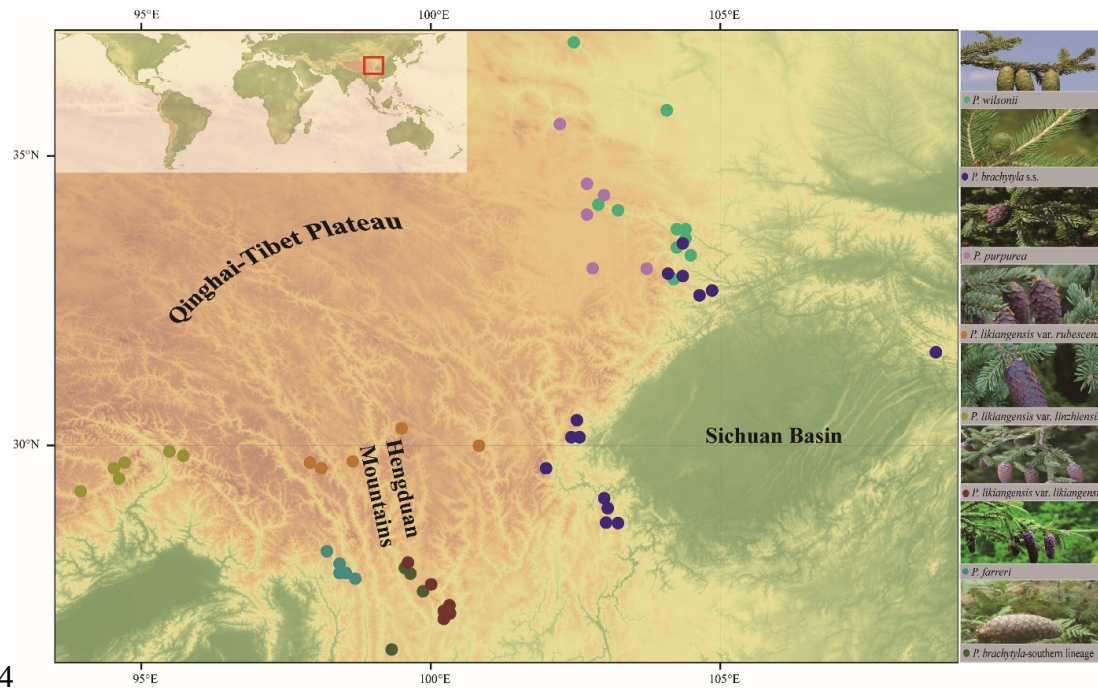 95°E 100°E 105°E
35°N
30°N
Qinghai-Tibet Plateau
Hengduan
Mountains
Sichuan Basin
P. wilsonii
P. brachytyla s.s.
P. purpurea
P. likiangensis var. rubescens
P. likiangensis var. linzhiensis
P. likiangensis var. likiangensis
P. farreri
P. brachytyla-southern lineage
95°E 100°E 105°E
4